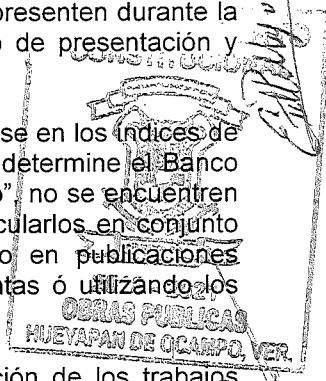 presenten durante la
o de presentación y
CONSTITUCIONAL
se en los índices de
determine el Banco
o", no se encuentren
cularlos en conjunto
o en publicaciones
tas ó utilizando los
OBRAS PUBLICAS
HUEYAPAN DE OCAMPO, VER.
ción de los trabajos